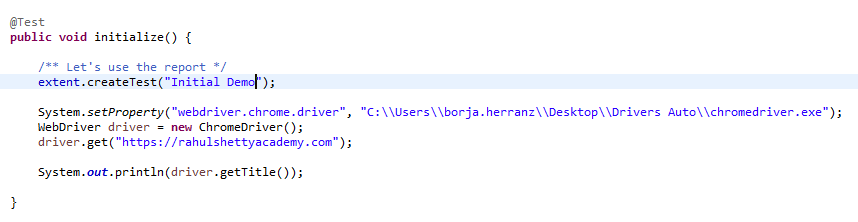 @Test
public void initialize() {
/** Let's use the report */
extent.createTest("Initial Demo");
System.setProperty("webdriver.chrome.driver", "C:\\Users\\borja.herranz\\Desktop\\Drivers Auto\\chromedriver.exe");
WebDriver driver = new ChromeDriver();
driver.get("https://rahulshettyacademy.com");
System.out.println(driver.getTitle());
}